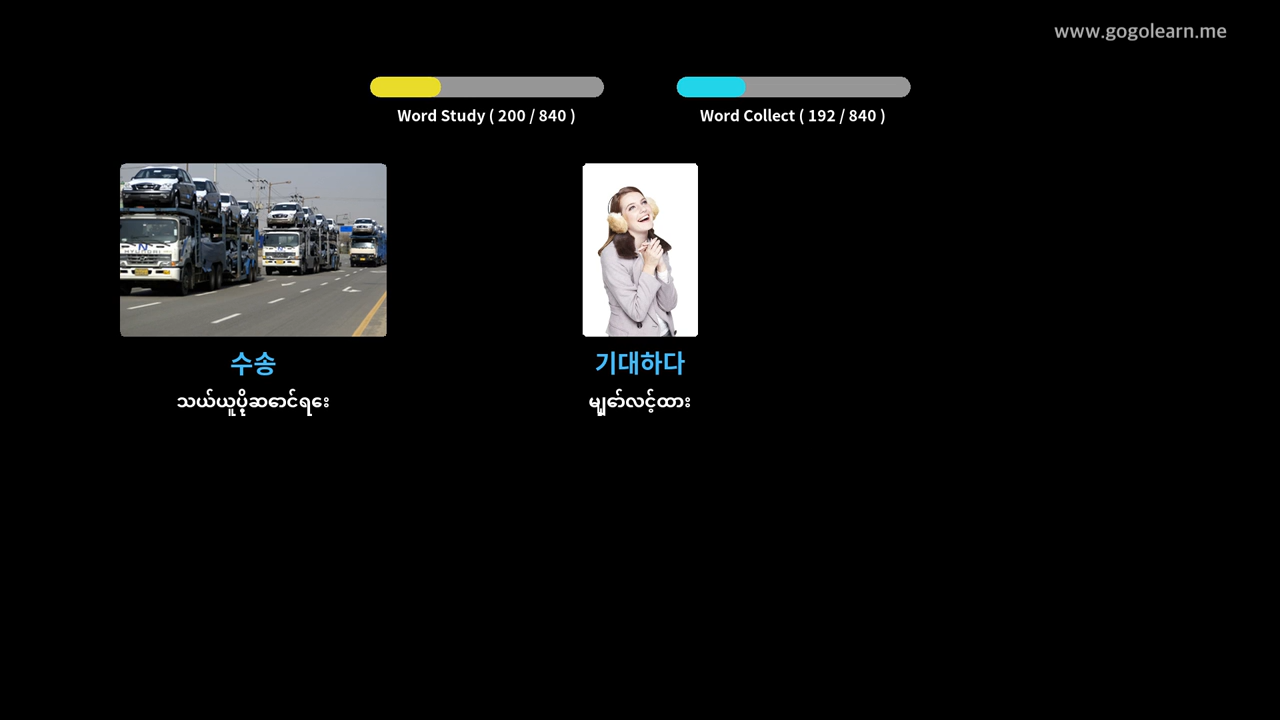 www.gogolearn.me
Word Study ( 200 / 840 )
Word Collect ( 192 / 840 )
수송
သယ်ယူပို့ဆောင်ရေး
기대하다
မျှော်လင့်ထား